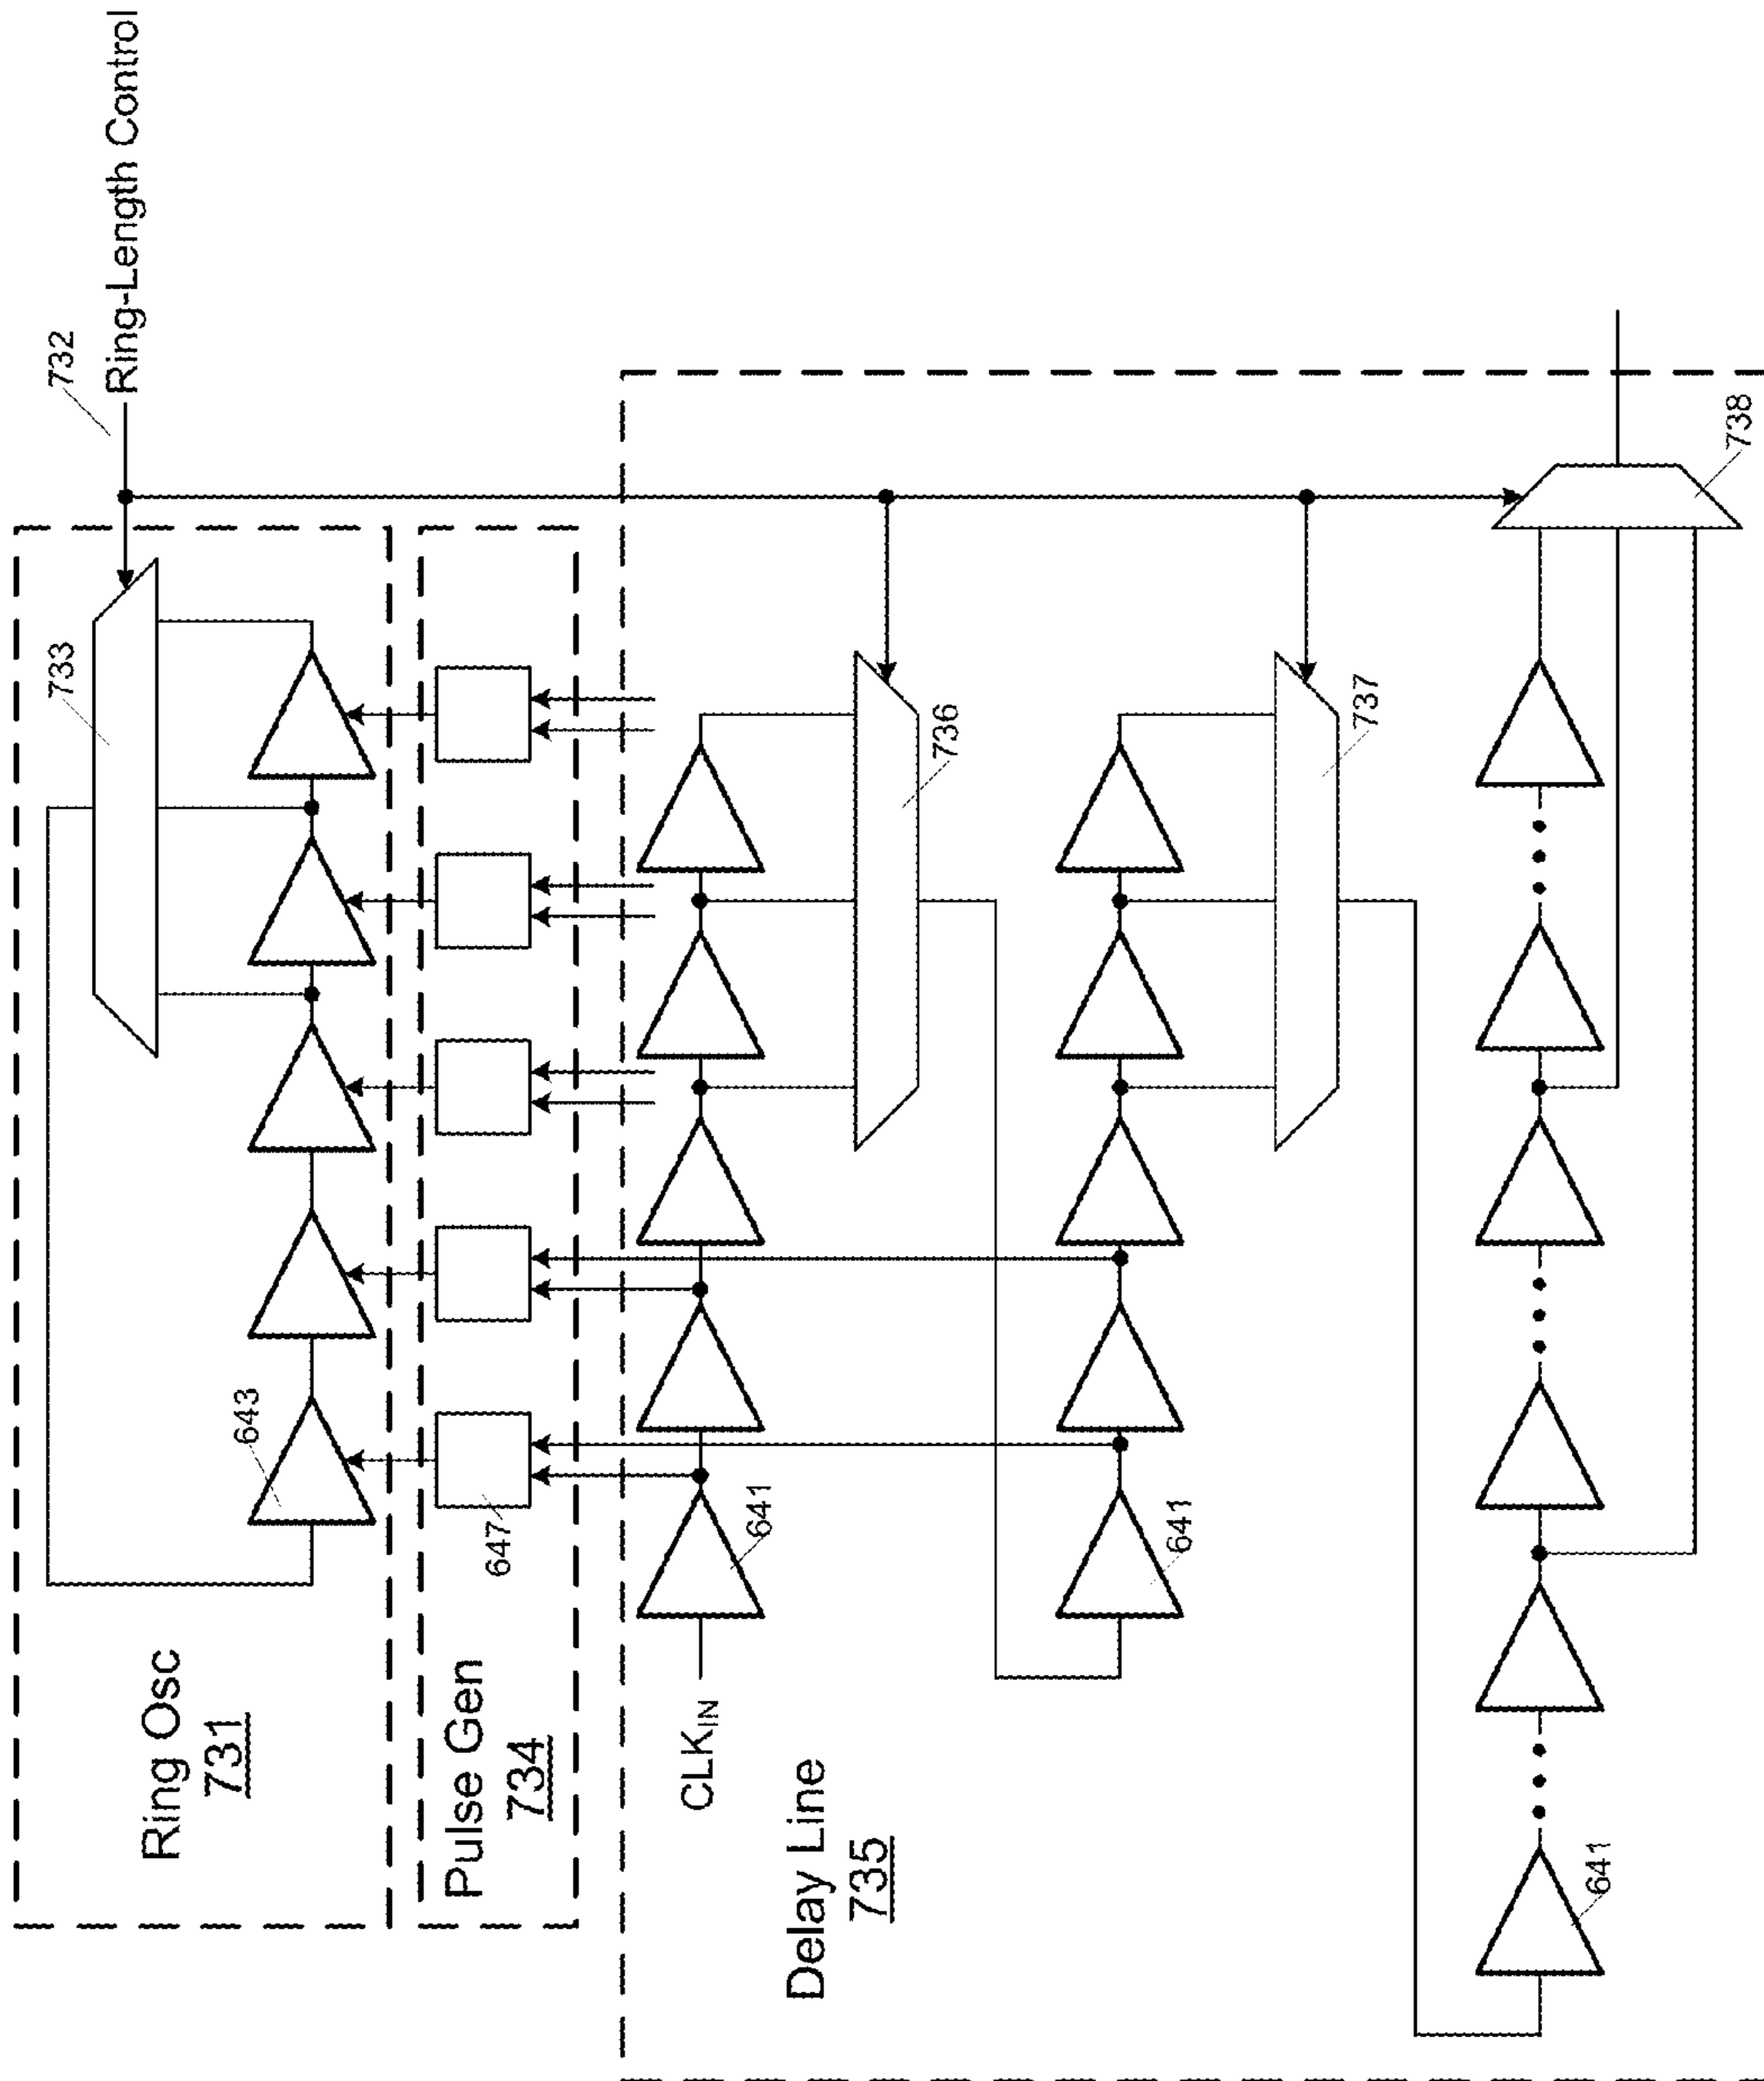 732
Ring-Length Control
733
643
Ring Osc
731
647
Pulse Gen
734
CLKIN
641
736
641
737
Delay Line
735
641
738